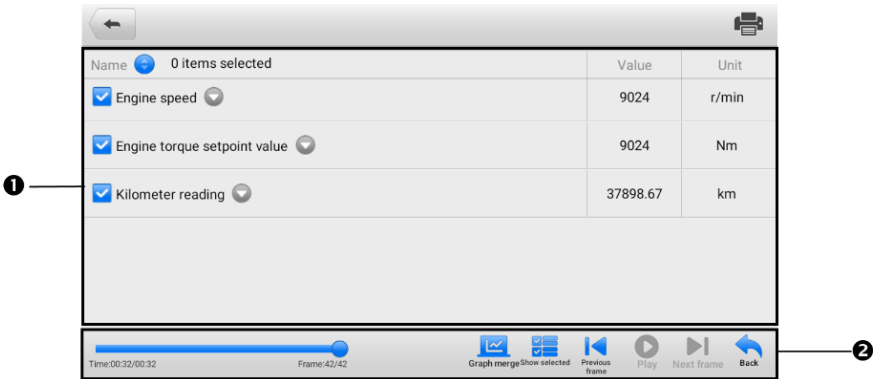 Name 0 items selected Value Unit
Engine speed 9024 r/min
Engine torque setpoint value 9024 Nm
❶
Kilometer reading 37898.67 km
Time:00:32/00:32 Frame:42/42 Graph merge Show selected Previous frame Play Next frame Back
❷